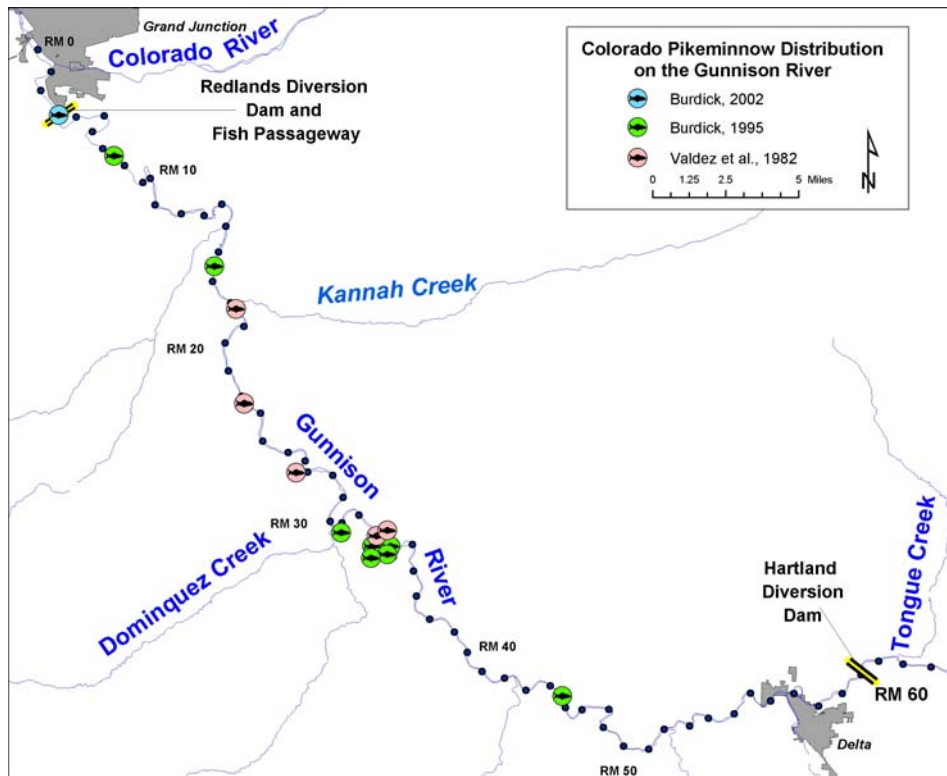 Grand Junction
RM 0
Colorado River
Redlands Diversion
Dam and
Fish Passageway
Colorado Pikeminnow Distribution
on the Gunnison River
Burdick, 2002
Burdick, 1995
Valdez et al., 1982
0 1.25 2.5 5 Miles
N
RM 10
Kannah Creek
RM 20
Gunnison
River
RM 30
Dominquez Creek
Hartland
Diversion
Dam
Tongue Creek
RM 40
RM 60
RM 50
Delta